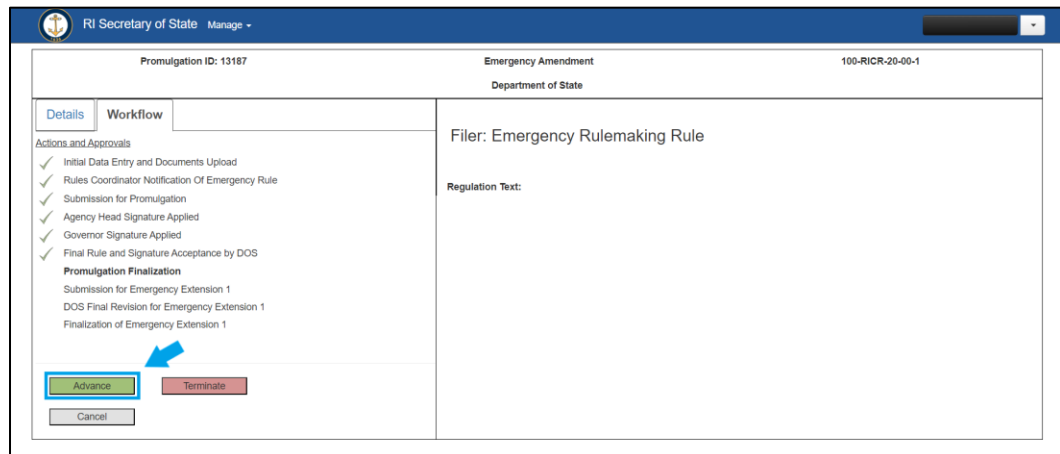 RI Secretary of State Manage
Promulgation ID: 13187 Emergency Amendment 100-RICR-20-00-1
Department of State
Details Workflow
Actions and Approvals
Initial Data Entry and Documents Upload
Rules Coordinator Notification Of Emergency Rule
Submission for Promulgation
Agency Head Signature Applied
Governor Signature Applied
Final Rule and Signature Acceptance by DOS
Promulgation Finalization
Submission for Emergency Extension 1
DOS Final Revision for Emergency Extension 1
Finalization of Emergency Extension 1
Advance Terminate
Cancel
Filer: Emergency Rulemaking Rule
Regulation Text: